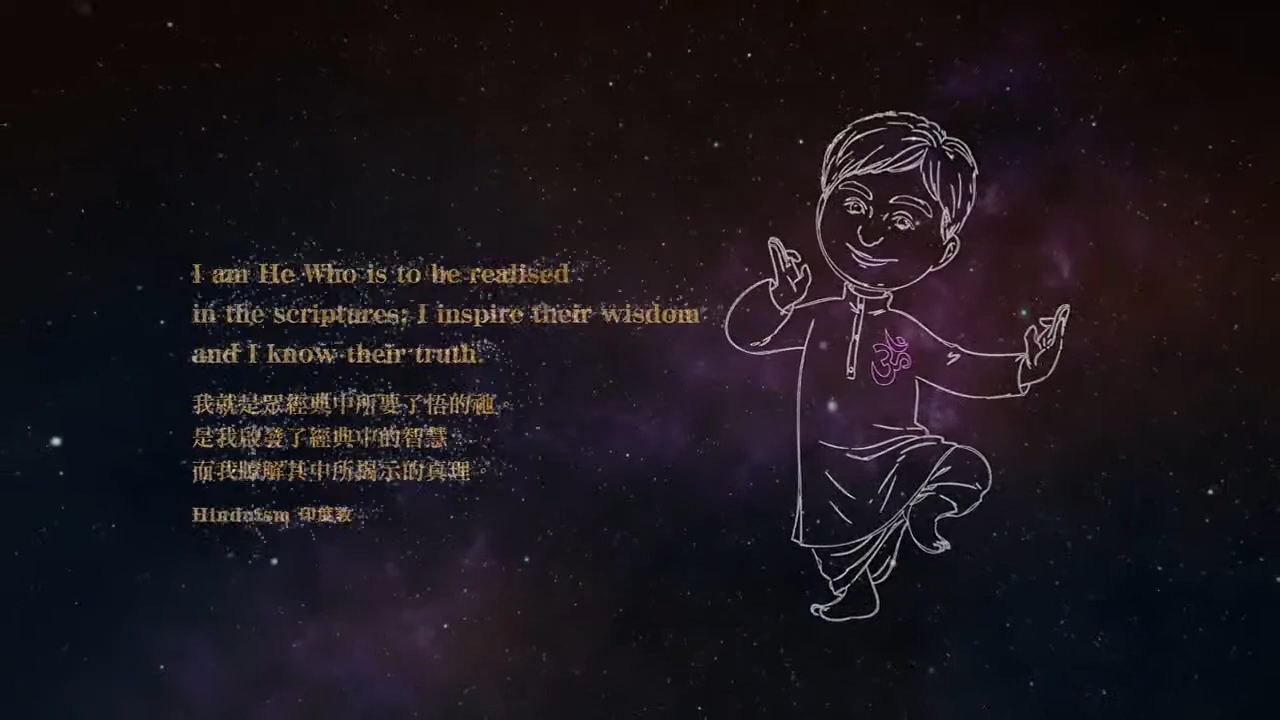 I am He Who is to be realised
in the scriptures; I inspire their wisdom
and I know their truth.
我就是眾經典中所要了悟的祂。
是我啟發了經典中的智慧
而我瞭解其中所揭示的真理。
Hinduism 印度教
ॐ